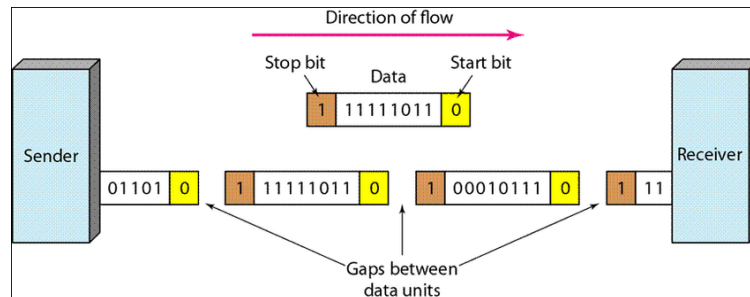 Direction of flow
Stop bit Data Start bit
1 11111011 0
Sender
Receiver
01101 0 1 11111011 0 1 00010111 0 1 11
Gaps between
data units